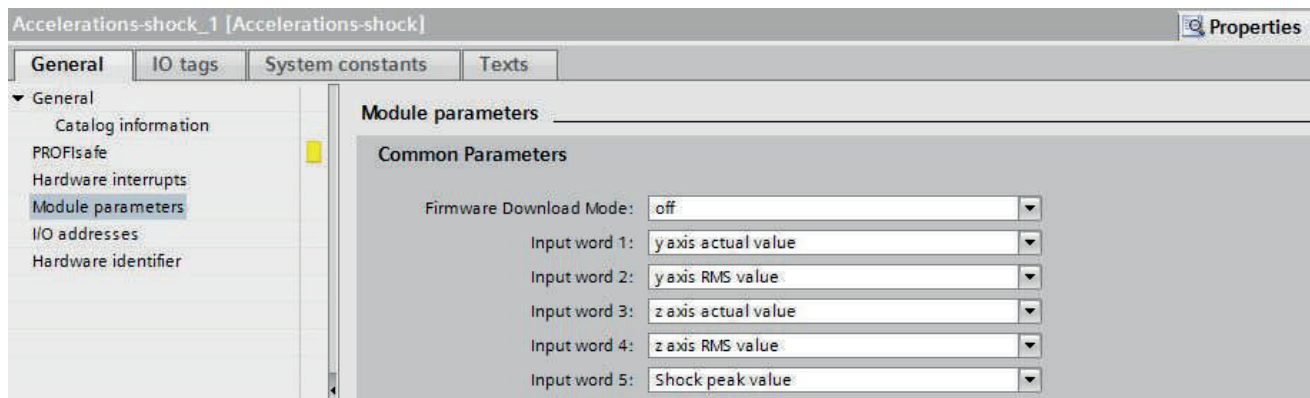 Accelerations-shock_1 [Accelerations-shock]
Properties
General IO tags System constants Texts
General
Catalog information
PROFIsafe
Hardware interrupts
Module parameters
I/O addresses
Hardware identifier
Module parameters
Common Parameters
Firmware Download Mode: off
Input word 1: y axis actual value
Input word 2: y axis RMS value
Input word 3: z axis actual value
Input word 4: z axis RMS value
Input word 5: Shock peak value